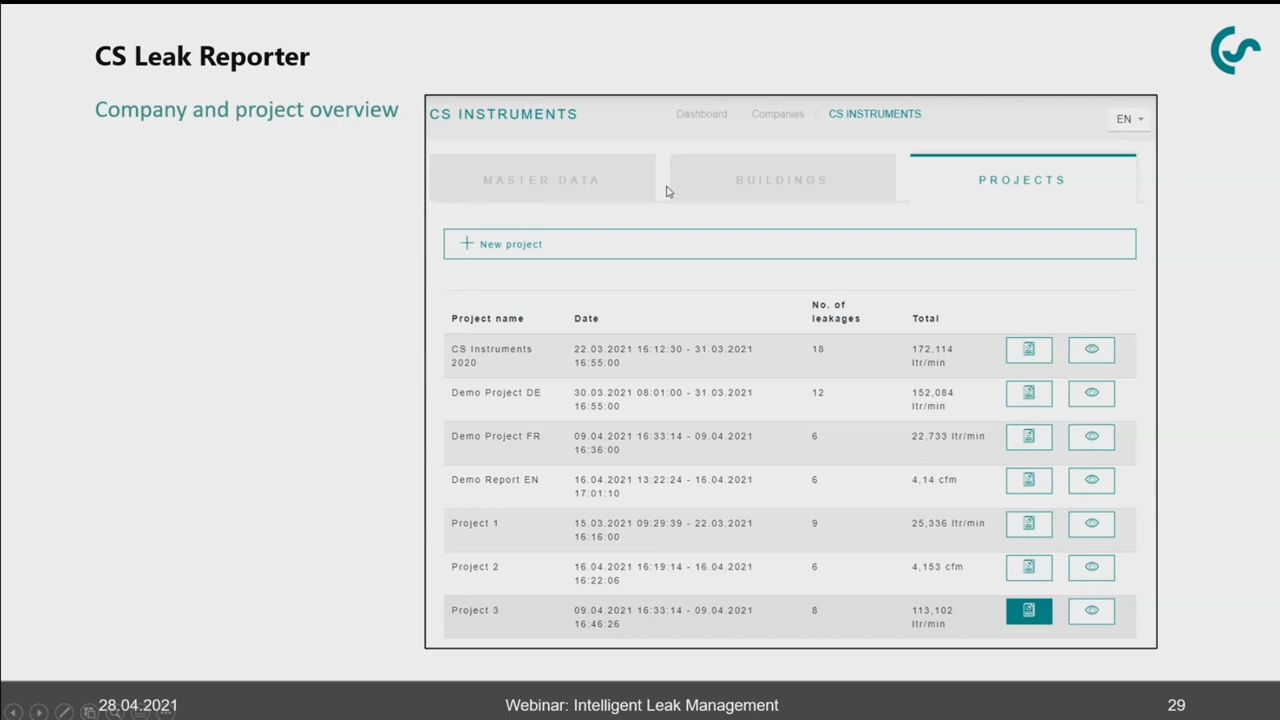 CS Leak Reporter
Company and project overview
CS INSTRUMENTS
Dashboard Companies / CS INSTRUMENTS
EN
MASTER DATA BUILDINGS PROJECTS
+ New project
Project name Date No. of leakages Total
CS Instruments 2020 22.03.2021 16:12:30 - 31.03.2021 16:55:00 18 172,114 ltr/min
Demo Project DE 30.03.2021 08:01:00 - 31.03.2021 16:55:00 12 152,084 ltr/min
Demo Project FR 09.04.2021 16:33:14 - 09.04.2021 16:36:00 6 22,733 ltr/min
Demo Report EN 16.04.2021 13:22:24 - 16.04.2021 17:01:10 6 4,14 cfm
Project 1 15.03.2021 09:29:39 - 22.03.2021 16:16:00 9 25,336 ltr/min
Project 2 16.04.2021 16:19:14 - 16.04.2021 16:22:06 6 4,153 cfm
Project 3 09.04.2021 16:33:14 - 09.04.2021 16:46:26 8 113,102 ltr/min
28.04.2021 Webinar: Intelligent Leak Management 29